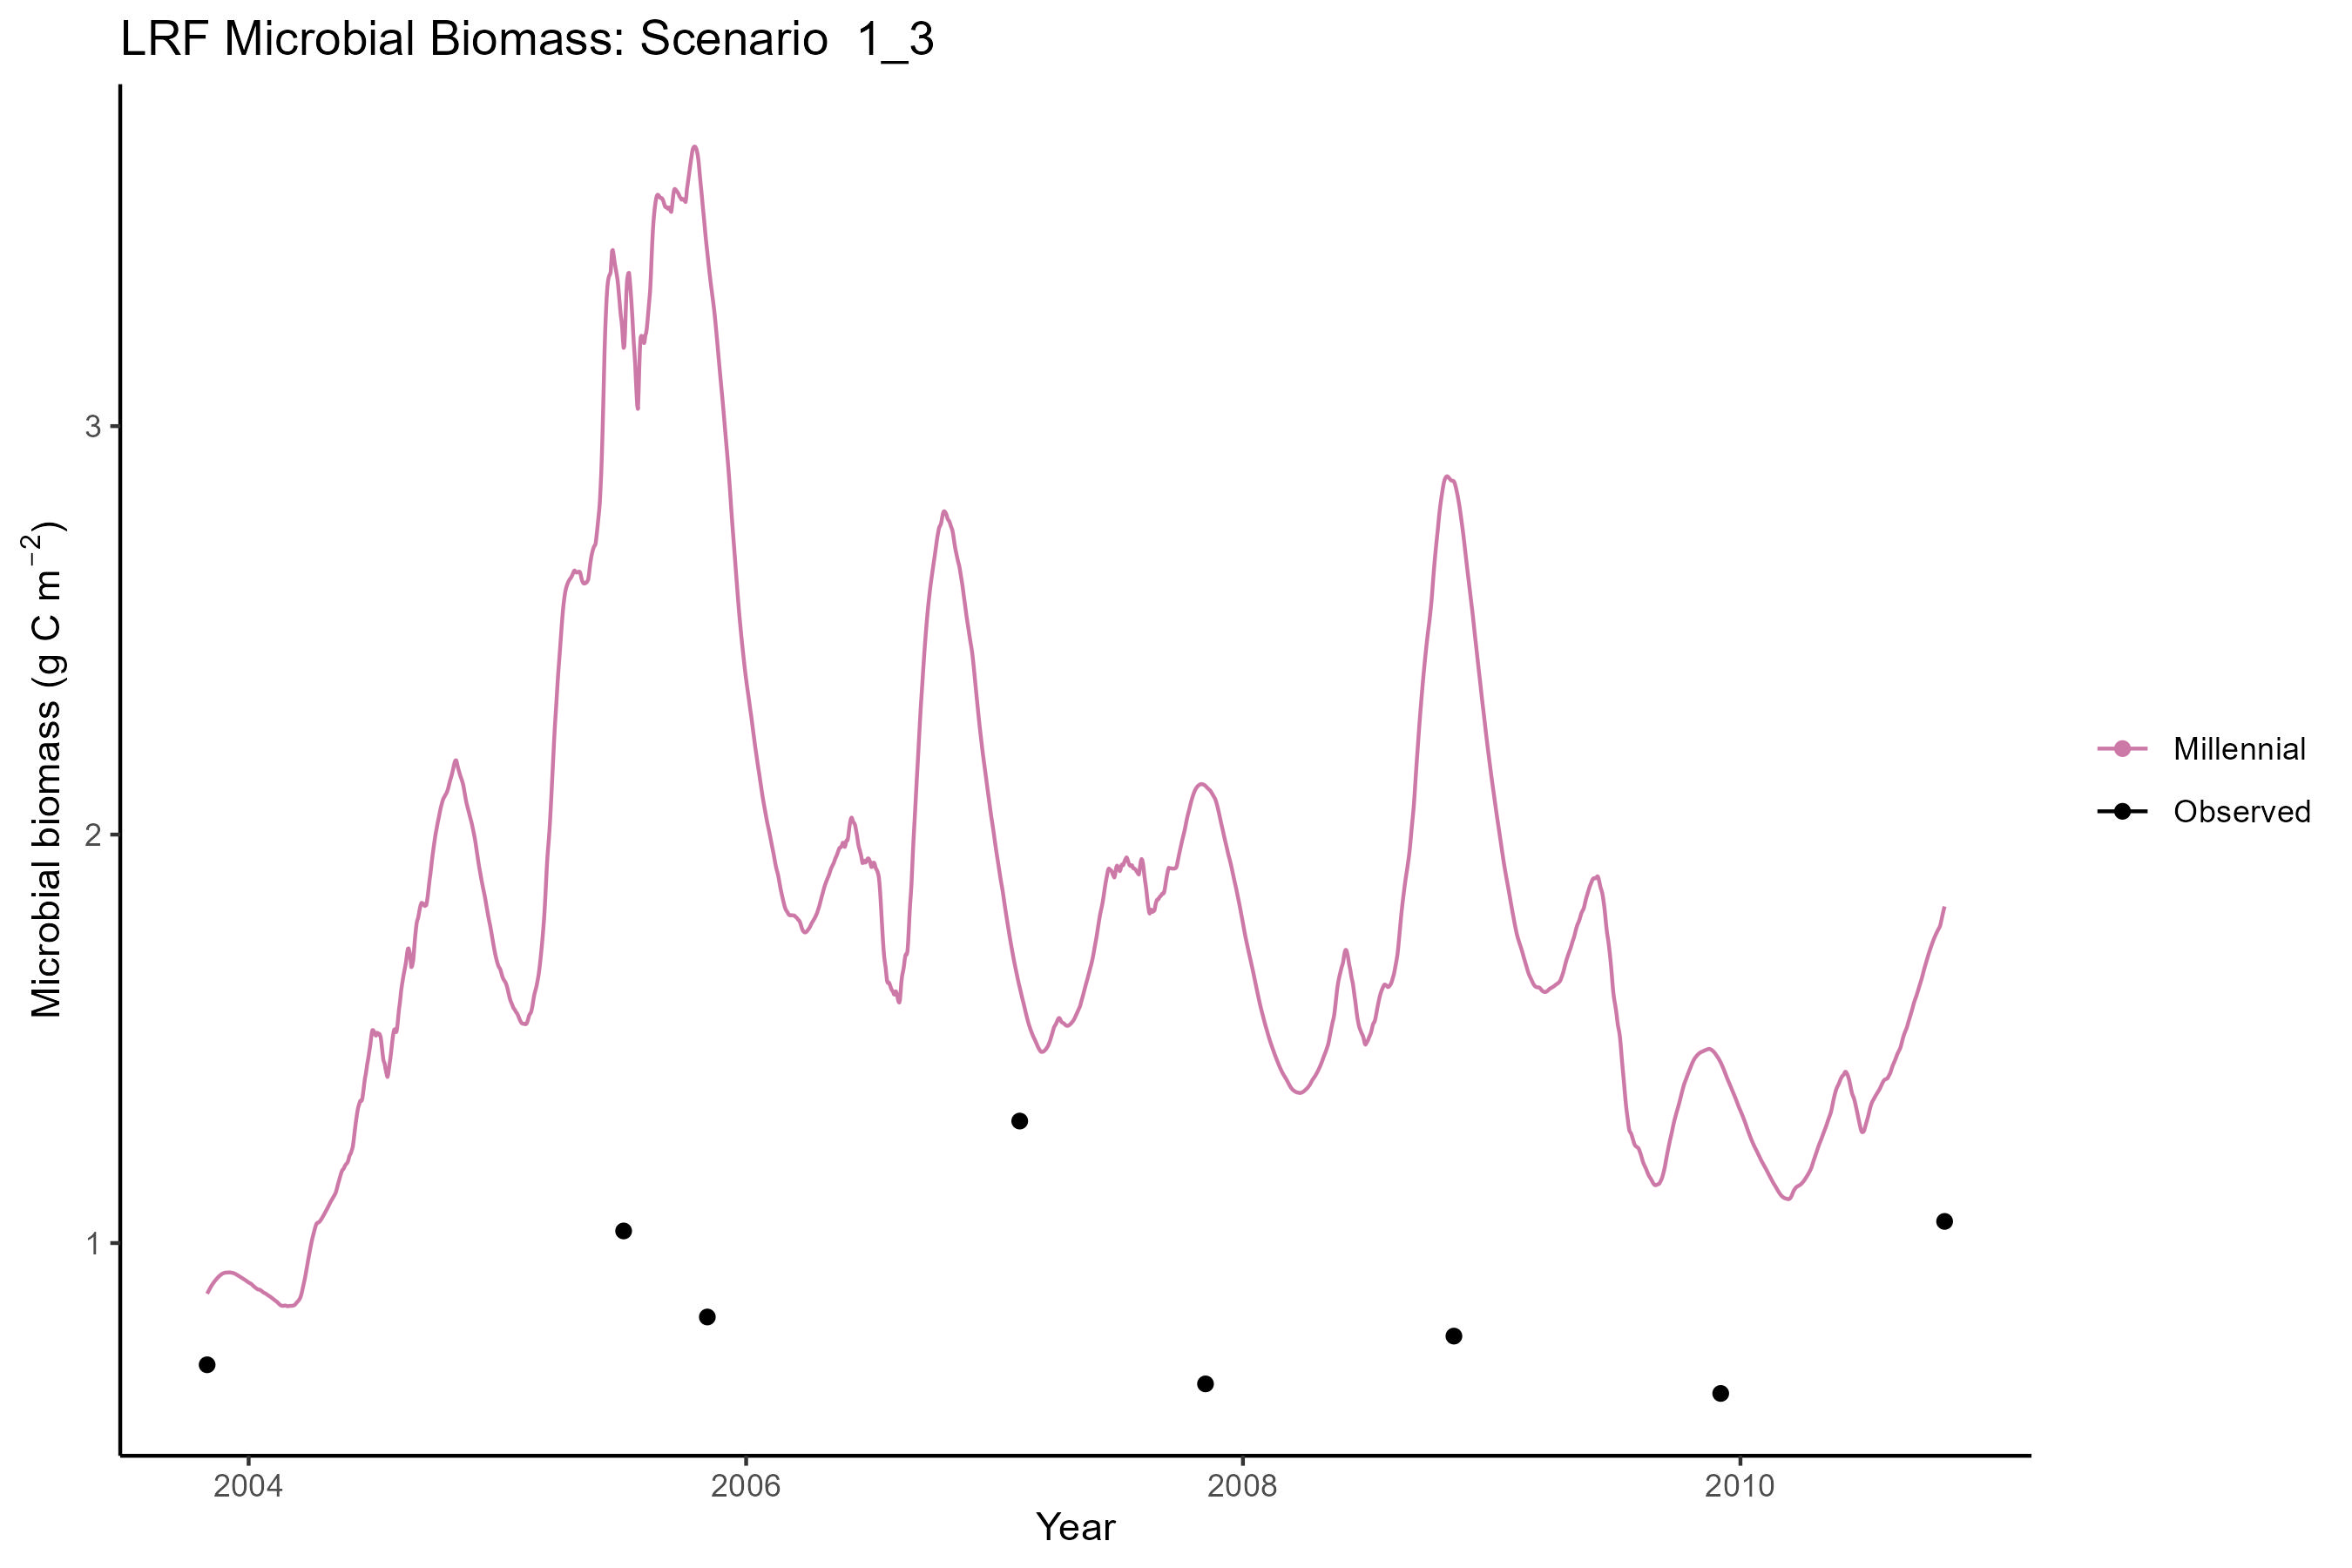 LRF Microbial Biomass: Scenario  1_3
Microbial biomass (g C m⁻²)
3
2
1
2004
2006
2008
2010
Year
Millennial
Observed